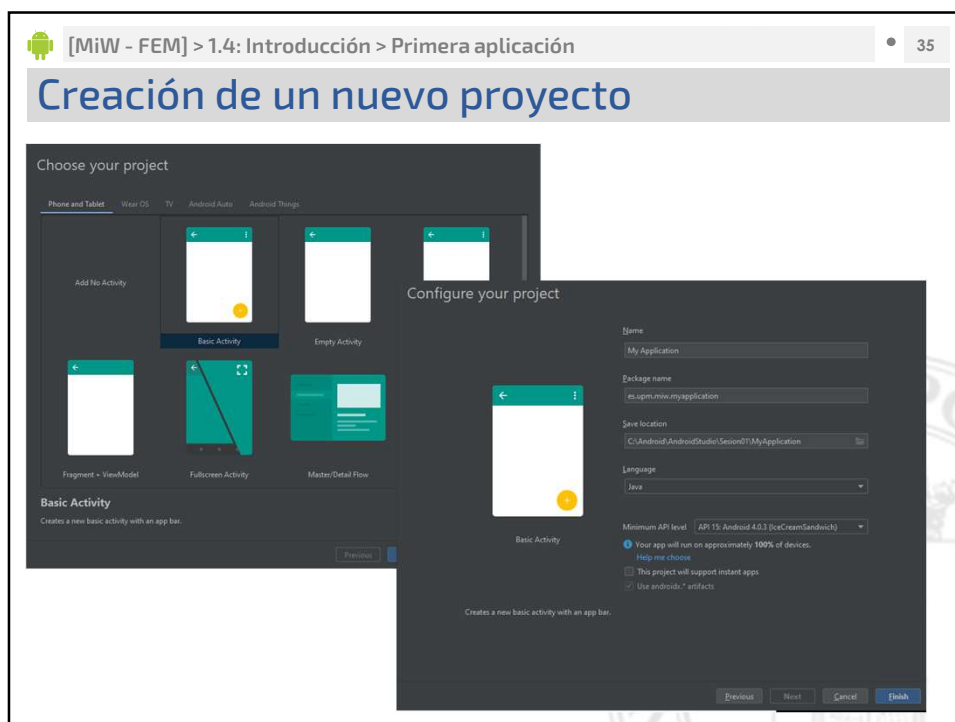 [MiW - FEM] > 1.4: Introducción > Primera aplicación
35
Creación de un nuevo proyecto
Choose your project
Phone and Tablet Wear OS TV Android Auto Android Things
Add No Activity
Basic Activity
Empty Activity
Fragment + ViewModel
Fullscreen Activity
Master/Detail Flow
Basic Activity
Creates a new basic activity with an app bar.
Previous
Configure your project
Name
My Application
Package name
es.upm.miw.myapplication
Save location
C:\Android\AndroidStudio\Sesion01\MyApplication
Language
Java
Minimum API level API 15: Android 4.0.3 (IceCreamSandwich)
Your app will run on approximately 100% of devices.
Help me choose
This project will support instant apps
Use androidx.* artifacts
Basic Activity
Creates a new basic activity with an app bar.
Previous Next Cancel Finish